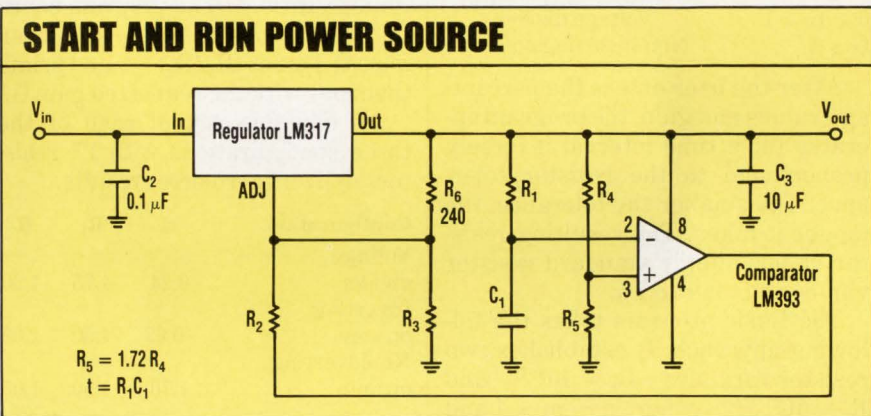 START AND RUN POWER SOURCE
Vin
In
Regulator LM317
Out
Vout
ADJ
C2
0.1 μF
R6
240
R1
R4
C3
10 μF
2
8
−
+
3
4
Comparator
LM393
C1
R2
R3
R5
R5 = 1.72 R4
t = R1C1